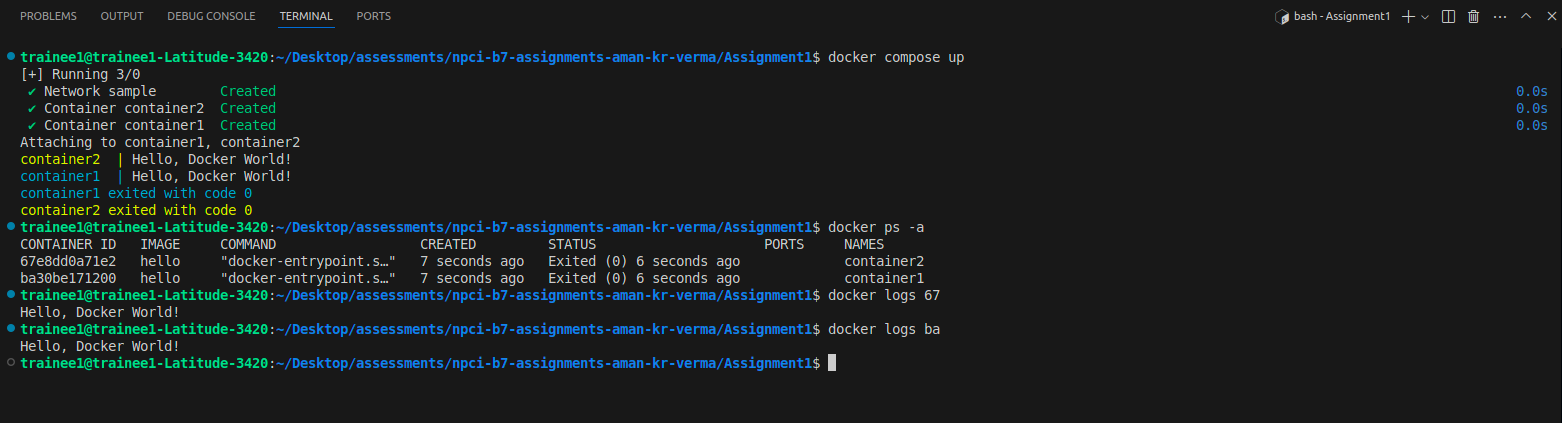 PROBLEMS OUTPUT DEBUG CONSOLE TERMINAL PORTS bash - Assignment1
trainee1@trainee1-Latitude-3420:~/Desktop/assessments/npci-b7-assignments-aman-kr-verma/Assignment1$ docker compose up
[+] Running 3/0
✔ Network sample Created 0.0s
✔ Container container2 Created 0.0s
✔ Container container1 Created 0.0s
Attaching to container1, container2
container2 | Hello, Docker World!
container1 | Hello, Docker World!
container1 exited with code 0
container2 exited with code 0
trainee1@trainee1-Latitude-3420:~/Desktop/assessments/npci-b7-assignments-aman-kr-verma/Assignment1$ docker ps -a
CONTAINER ID IMAGE COMMAND CREATED STATUS PORTS NAMES
67e8dd0a71e2 hello "docker-entrypoint.s…" 7 seconds ago Exited (0) 6 seconds ago container2
ba30be171200 hello "docker-entrypoint.s…" 7 seconds ago Exited (0) 6 seconds ago container1
trainee1@trainee1-Latitude-3420:~/Desktop/assessments/npci-b7-assignments-aman-kr-verma/Assignment1$ docker logs 67
Hello, Docker World!
trainee1@trainee1-Latitude-3420:~/Desktop/assessments/npci-b7-assignments-aman-kr-verma/Assignment1$ docker logs ba
Hello, Docker World!
trainee1@trainee1-Latitude-3420:~/Desktop/assessments/npci-b7-assignments-aman-kr-verma/Assignment1$